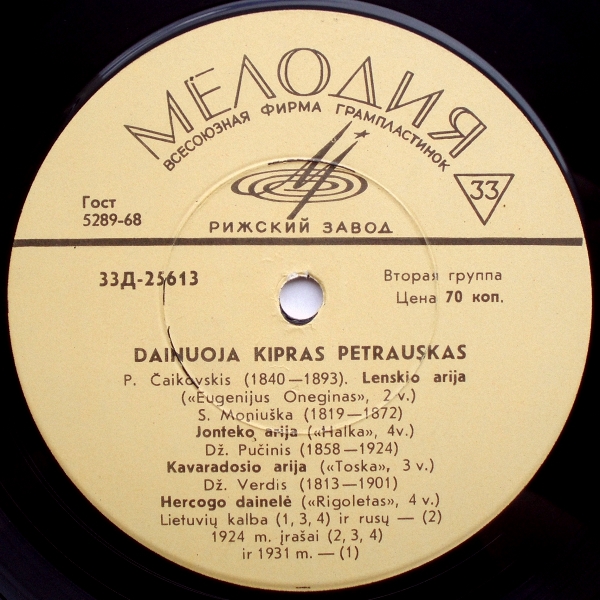 МЕЛОДИЯ
ВСЕСОЮЗНАЯ ФИРМА ГРАМПЛАСТИНОК
33
Гост
5289-68
РИЖСКИЙ ЗАВОД
33Д-25613
Вторая группа
Цена 70 коп.
DAINUOJA KIPRAS PETRAUSKAS
P. Čaikovskis (1840—1893). Lenskio arija
(«Eugenijus Oneginas», 2 v.)
S. Moniuška (1819—1872)
Jonteko arija («Halka», 4v.)
Dž. Pučinis (1858—1924)
Kavaradosio arija («Toska», 3 v.)
Dž. Verdis (1813—1901)
Hercogo dainelė («Rigoletas», 4 v.)
Lietuvių kalba (1, 3, 4) ir rusų — (2)
1924 m. įrašai (2, 3, 4)
ir 1931 m. — (1)